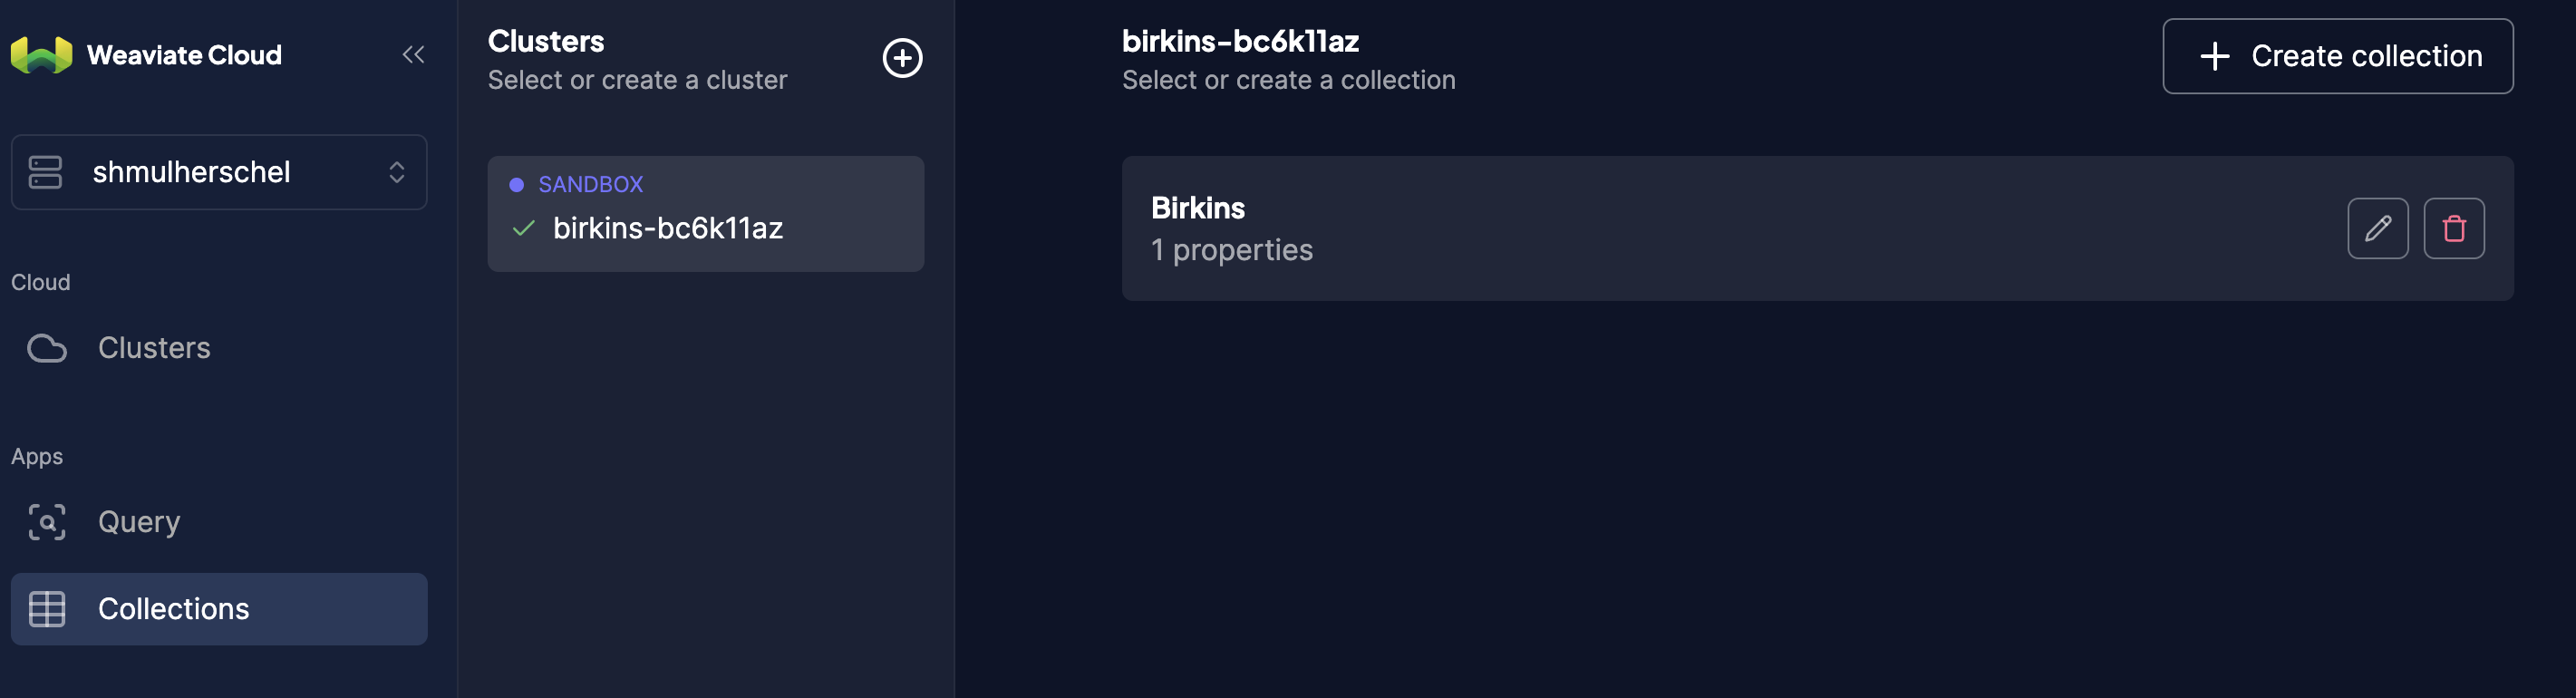 Weaviate Cloud
shmulherschel
Cloud
Clusters
Apps
Query
Collections
Clusters
Select or create a cluster
SANDBOX
birkins-bc6k11az
birkins-bc6k11az
Select or create a collection
Create collection
Birkins
1 properties